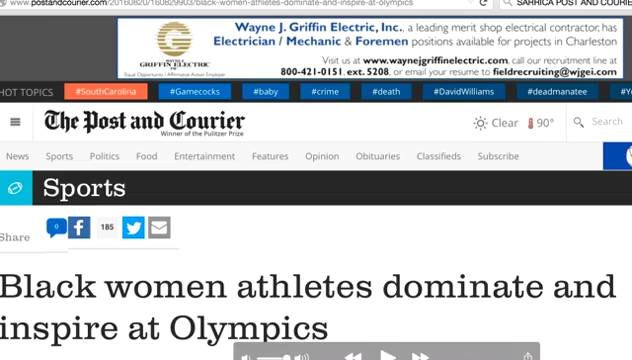 www.postandcourier.com/20160820/160829903/black-women-athletes-dominate-and-inspire-at-olympics
SARRICA POST AND COURIE
Wayne J. Griffin Electric, Inc., a leading merit shop electrical contractor, has
Electrician / Mechanic & Foremen positions available for projects in Charleston
GRIFFIN ELECTRIC
Visit us at www.waynejgriffinelectric.com, call our recruitment line at
Equal Opportunity / Affirmative Action Employer
800-421-0151, ext. 5208, or email your resume to fieldrecruiting@wjgei.com
HOT TOPICS #SouthCarolina #Gamecocks #baby #crime #death #DavidWilliams #deadmanatee
The Post and Courier
Winner of the Pulitzer Prize
Clear 90° Search
News Sports Politics Food Entertainment Features Opinion Obituaries Classifieds Subscribe
Sports
Share 0 185
Black women athletes dominate and
inspire at Olympics